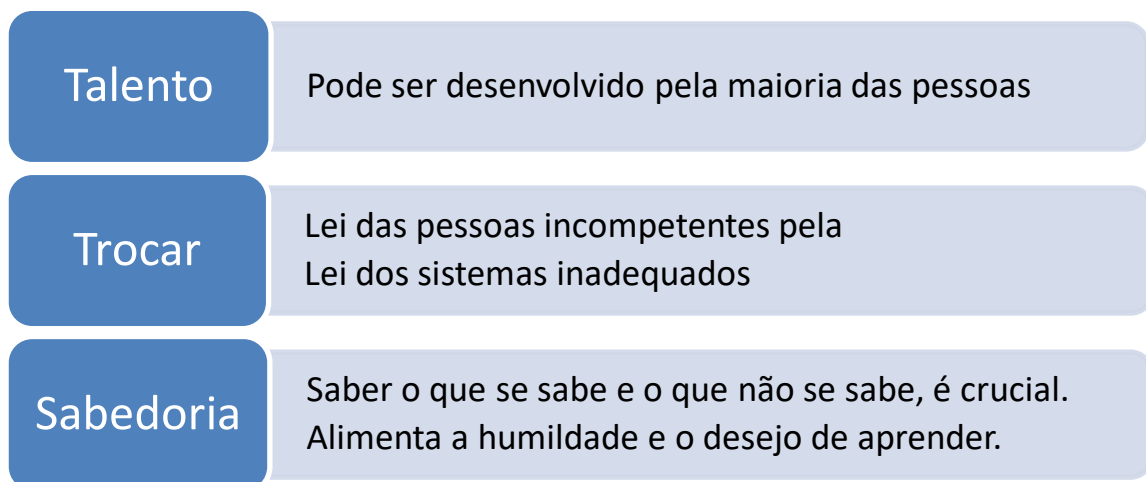 Talento
Pode ser desenvolvido pela maioria das pessoas
Trocar
Lei das pessoas incompetentes pela
Lei dos sistemas inadequados
Sabedoria
Saber o que se sabe e o que não se sabe, é crucial.
Alimenta a humildade e o desejo de aprender.